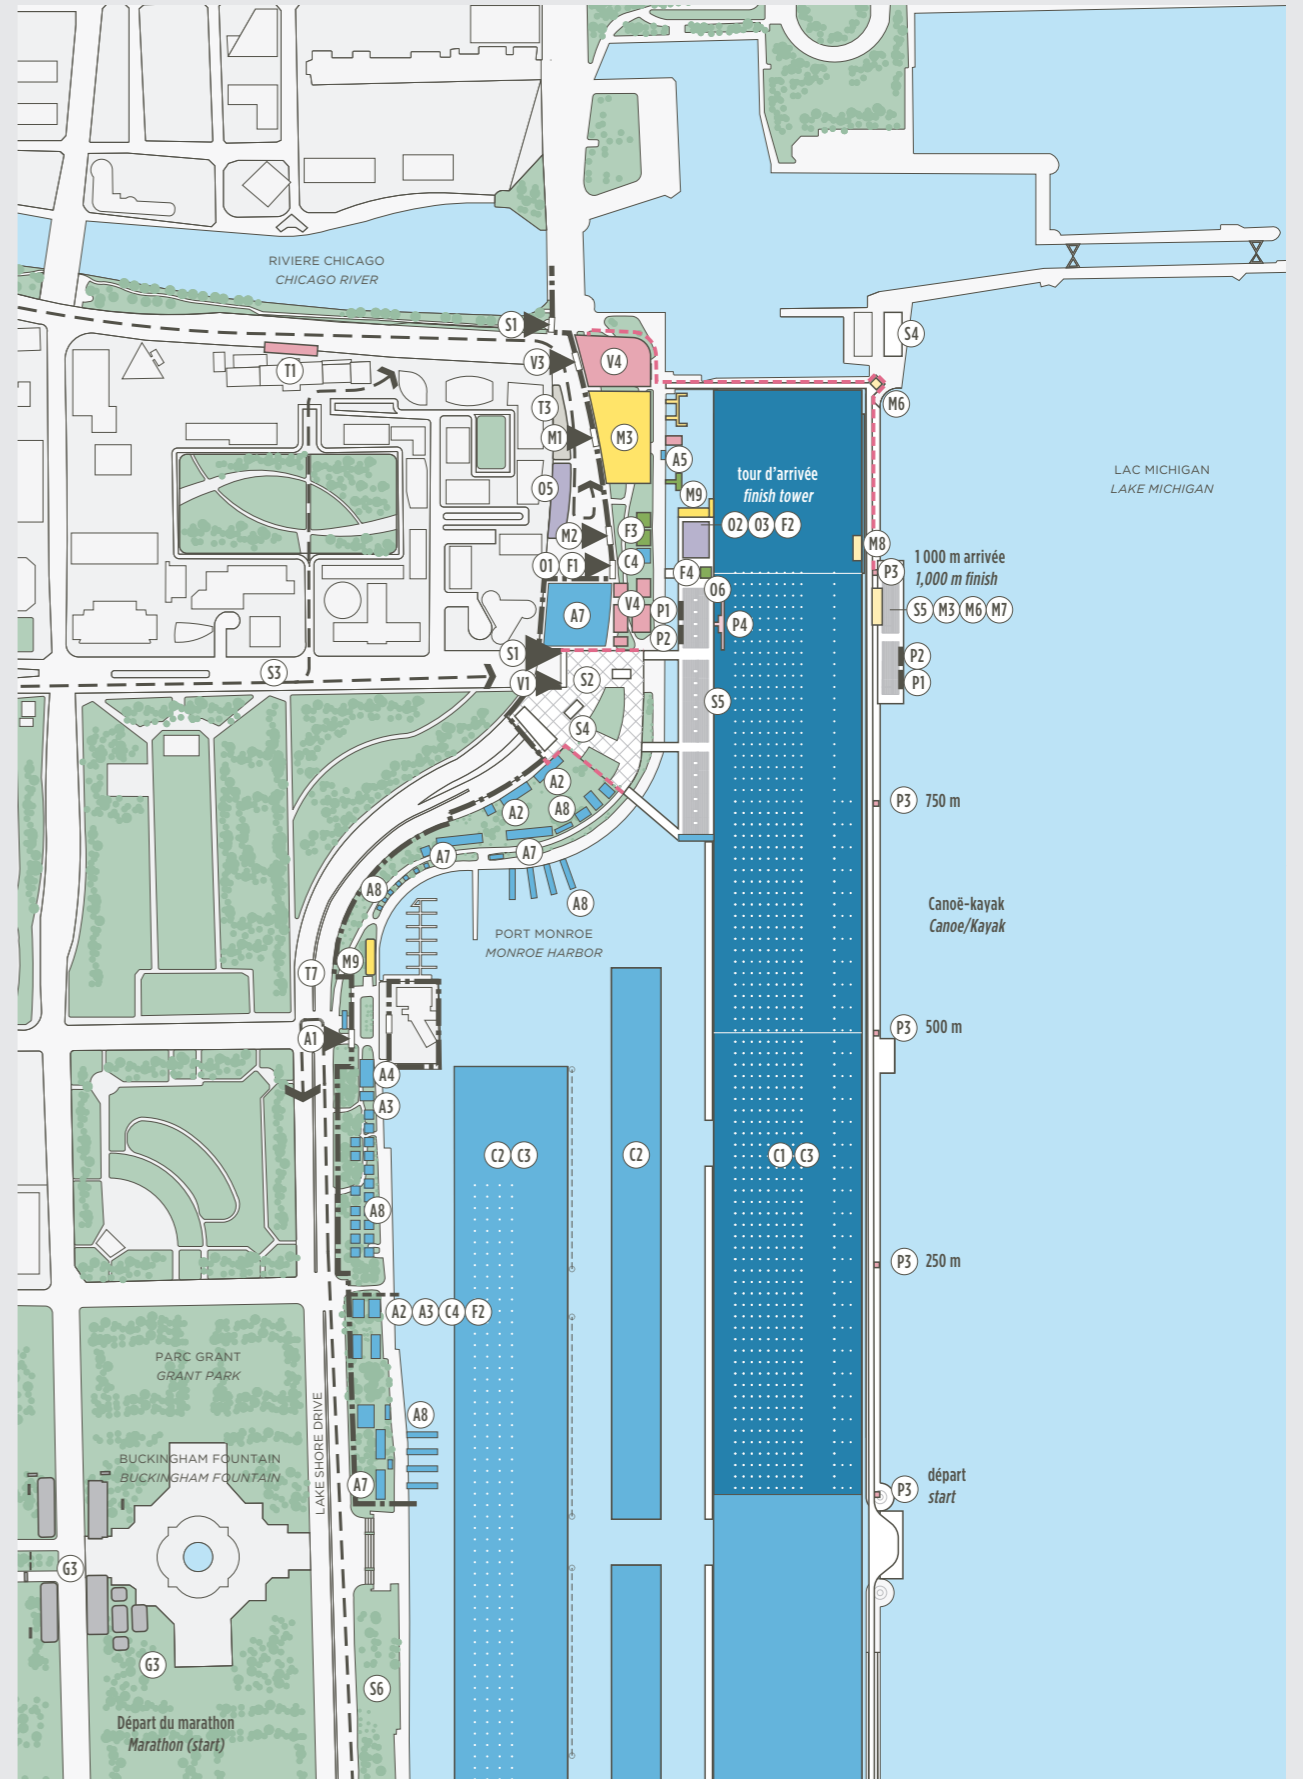 RIVIERE CHICAGO
CHICAGO RIVER
S1
S4
V3
V4
T1
M6
T3
M1
M3
A5
LAC MICHIGAN
LAKE MICHIGAN
tour d'arrivée
finish tower
O5
M9
O2 O3 F2
M2
F3
M8
1 000 m arrivée
1,000 m finish
O1 F1
C4
F4
P3
O6
A7
V4
P1
P4
S5 M3 M6 M7
P2
S1
P2
S3
S2
V1
P1
S5
S4
A2
A2
A8
P3 750 m
A7
A7
A8
A8
Canoë-kayak
Canoe/Kayak
PORT MONROE
MONROE HARBOR
M9
T7
A1
P3 500 m
A4
A3
C2 C3
C2
C1 C3
A8
P3 250 m
A2 A3 C4 F2
PARC GRANT
GRANT PARK
LAKE SHORE DRIVE
A8
BUCKINGHAM FOUNTAIN
BUCKINGHAM FOUNTAIN
A7
P3
départ
start
G3
G3
S6
Départ du marathon
Marathon (start)